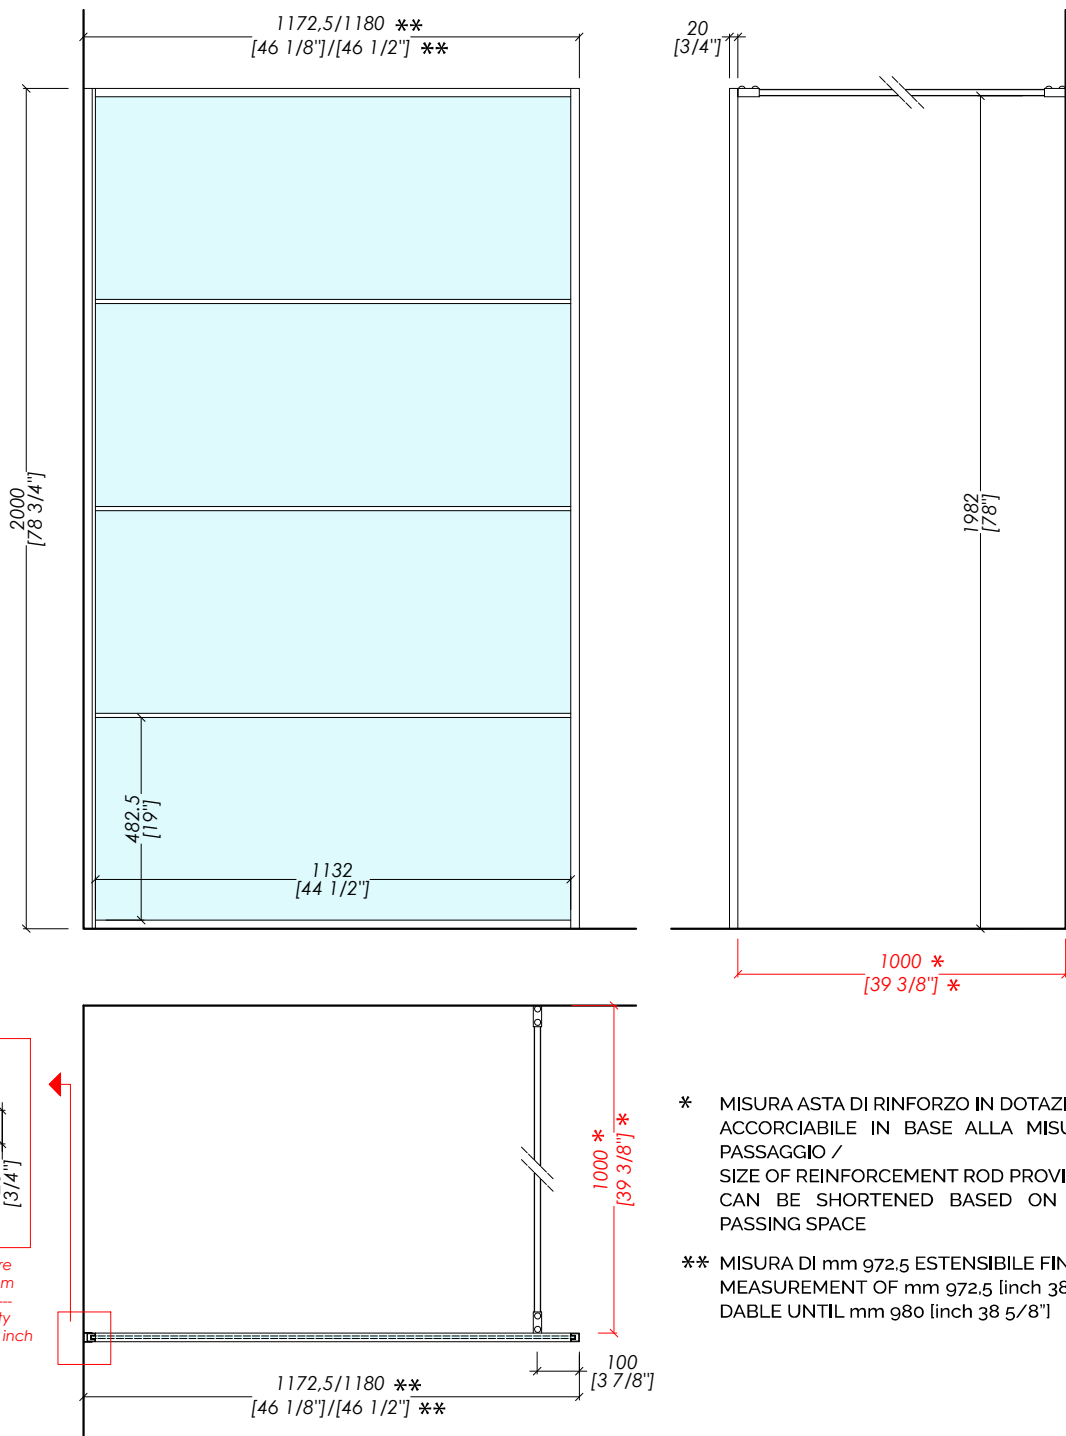 1172,5/1180 **
[46 1/8"]/[46 1/2"] **
20
[3/4"]
2000
[78 3/4"]
1982
[78"]
482.5
[19"]
1132
[44 1/2"]
1000 *
[39 3/8"] *
1000 *
[39 3/8"] *
[3/4"]
re
m
---
ty
inch
100
[3 7/8"]
1172,5/1180 **
[46 1/8"]/[46 1/2"] **
* MISURA ASTA DI RINFORZO IN DOTAZI
ACCORCIABILE IN BASE ALLA MISU
PASSAGGIO /
SIZE OF REINFORCEMENT ROD PROVI
CAN BE SHORTENED BASED ON
PASSING SPACE
** MISURA DI mm 972,5 ESTENSIBILE FIN
MEASUREMENT OF mm 972,5 [inch 38
DABLE UNTIL mm 980 [inch 38 5/8"]